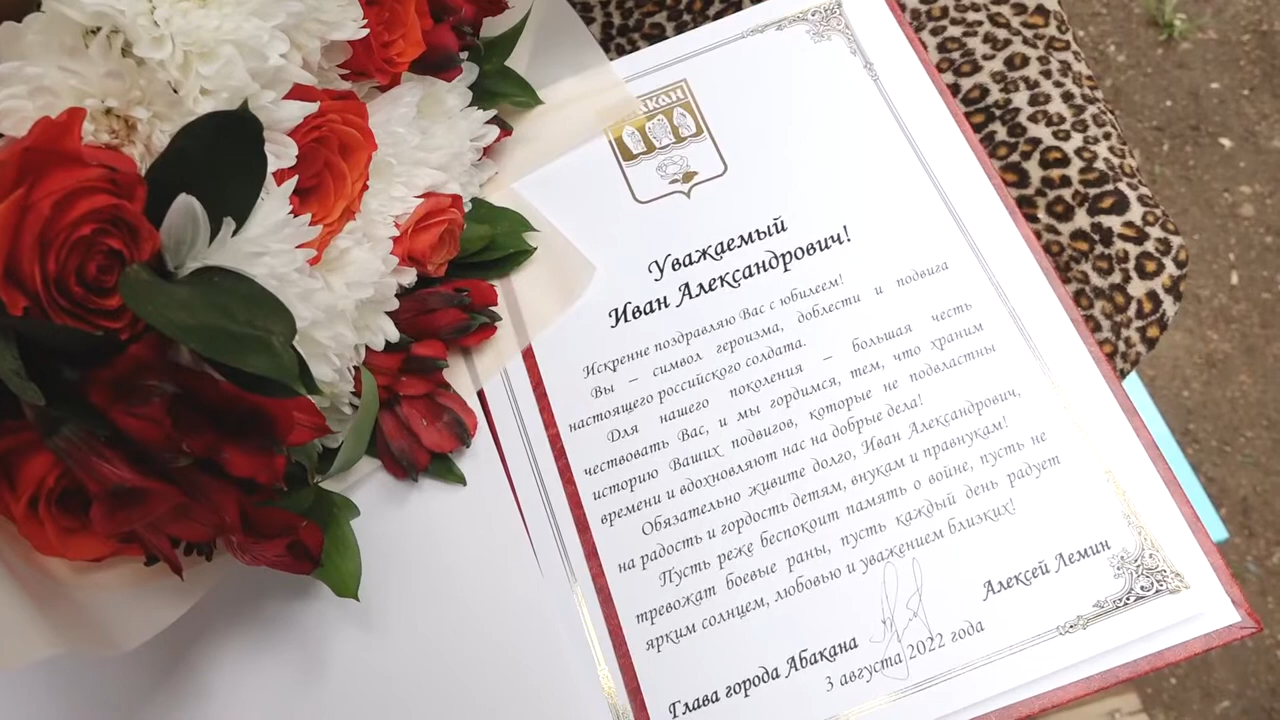 АБАКАН
Уважаемый
Иван Александрович!
Искренне поздравляю Вас с юбилеем!
Вы – символ героизма, доблести и подвига
настоящего российского солдата.
Для нашего поколения – большая честь
чествовать Вас, и мы гордимся, тем, что храним
историю Ваших подвигов, которые не подвластны
времени и вдохновляют нас на добрые дела!
Обязательно живите долго, Иван Александрович,
на радость и гордость детям, внукам и правнукам!
Пусть реже беспокоит память о войне, пусть не
тревожат боевые раны, пусть каждый день радует
ярким солнцем, любовью и уважением близких!
Глава города Абакана Алексей Лемин
3 августа 2022 года